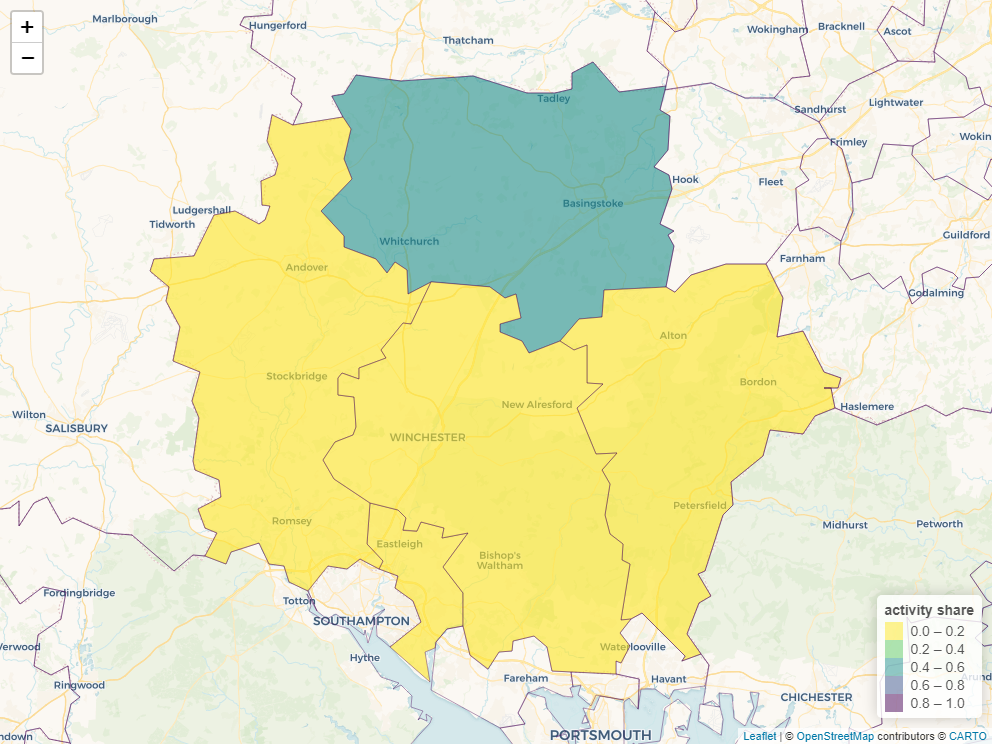 +
−
Marlborough
Hungerford
Thatcham
Wokingham
Bracknell
Ascot
Tadley
Sandhurst
Lightwater
Frimley
Wokin
Hook
Fleet
Basingstoke
Ludgershall
Tidworth
Whitchurch
Guildford
Farnham
Andover
Godalming
Alton
Stockbridge
Bordon
New Alresford
Haslemere
Wilton
SALISBURY
WINCHESTER
Petersfield
Romsey
Midhurst
Petworth
Eastleigh
Bishop's
Waltham
Fordingbridge
Totton
SOUTHAMPTON
Verwood
Waterlooville
Hythe
Fareham
Havant
Ringwood
Arund
CHICHESTER
PORTSMOUTH
ndown
activity share
0.0 – 0.2
0.2 – 0.4
0.4 – 0.6
0.6 – 0.8
0.8 – 1.0
Leaflet | © OpenStreetMap contributors © CARTO